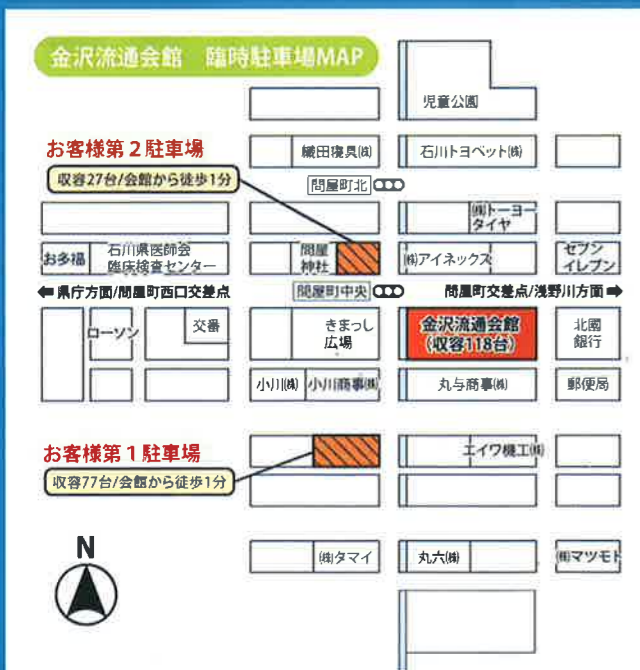 金沢流通会館 臨時駐車場MAP
児童公園
お客様第2駐車場
収容27台/会館から徒歩1分
織田寝具㈱
石川トヨペット㈱
問屋町北
㈱トーヨー
タイヤ
お多福
石川県医師会
臨床検査センター
問屋
神社
㈱アイネックス
セブン
イレブン
⬅県庁方面/問屋町西口交差点
問屋町中央
問屋町交差点/浅野川方面➡
ローソン
交番
きまっし
広場
金沢流通会館
(収容118台)
北國
銀行
小川㈱
小川商事㈱
丸与商事㈱
郵便局
お客様第1駐車場
収容77台/会館から徒歩1分
エイワ機工㈱
N
㈱タマイ
丸六㈱
㈱マツモト